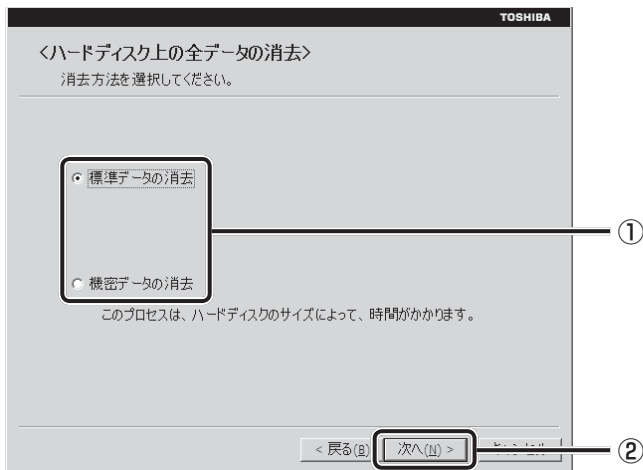 TOSHIBA
<ハードディスク上の全データの消去>
消去方法を選択してください。
標準データの消去
①
機密データの消去
このプロセスは、ハードディスクのサイズによって、時間がかかります。
< 戻る(B) 次へ(N) > ②